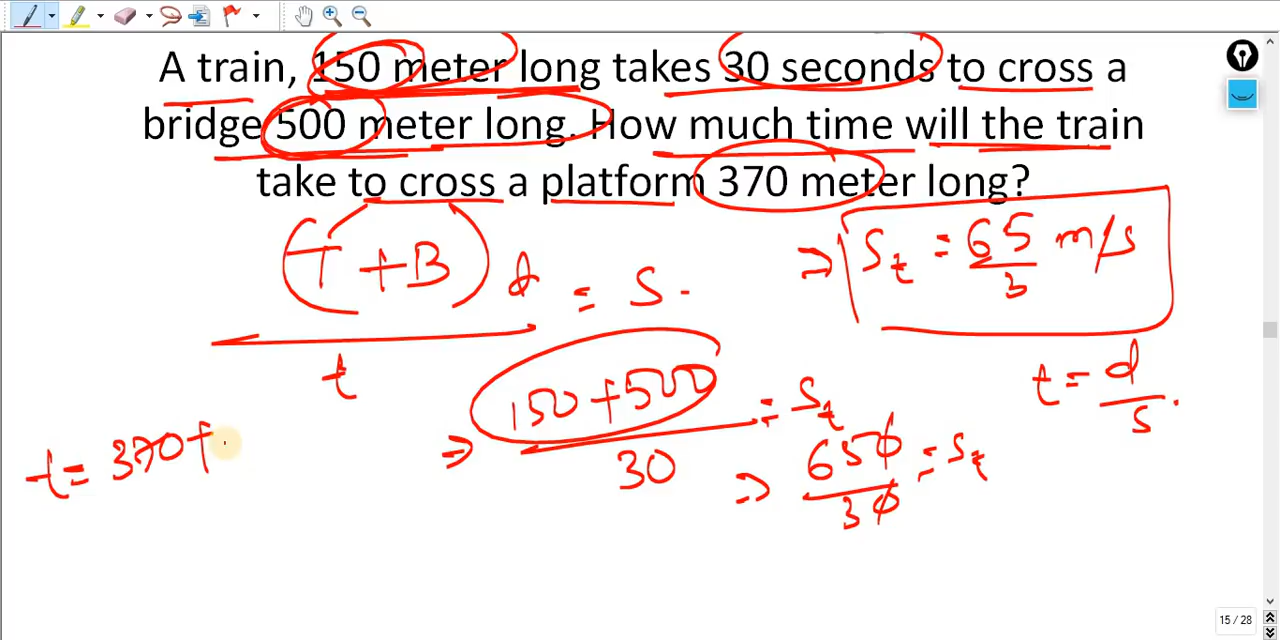 A train, 150 meter long takes 30 seconds to cross a
bridge 500 meter long. How much time will the train
take to cross a platform 370 meter long?
(T + B) d
t
= S
⇒ St = 65/3 m/s
t = d/s.
⇒ 150 + 500
30
= St
⇒ 650/30 = St
t = 370 +
15 / 28